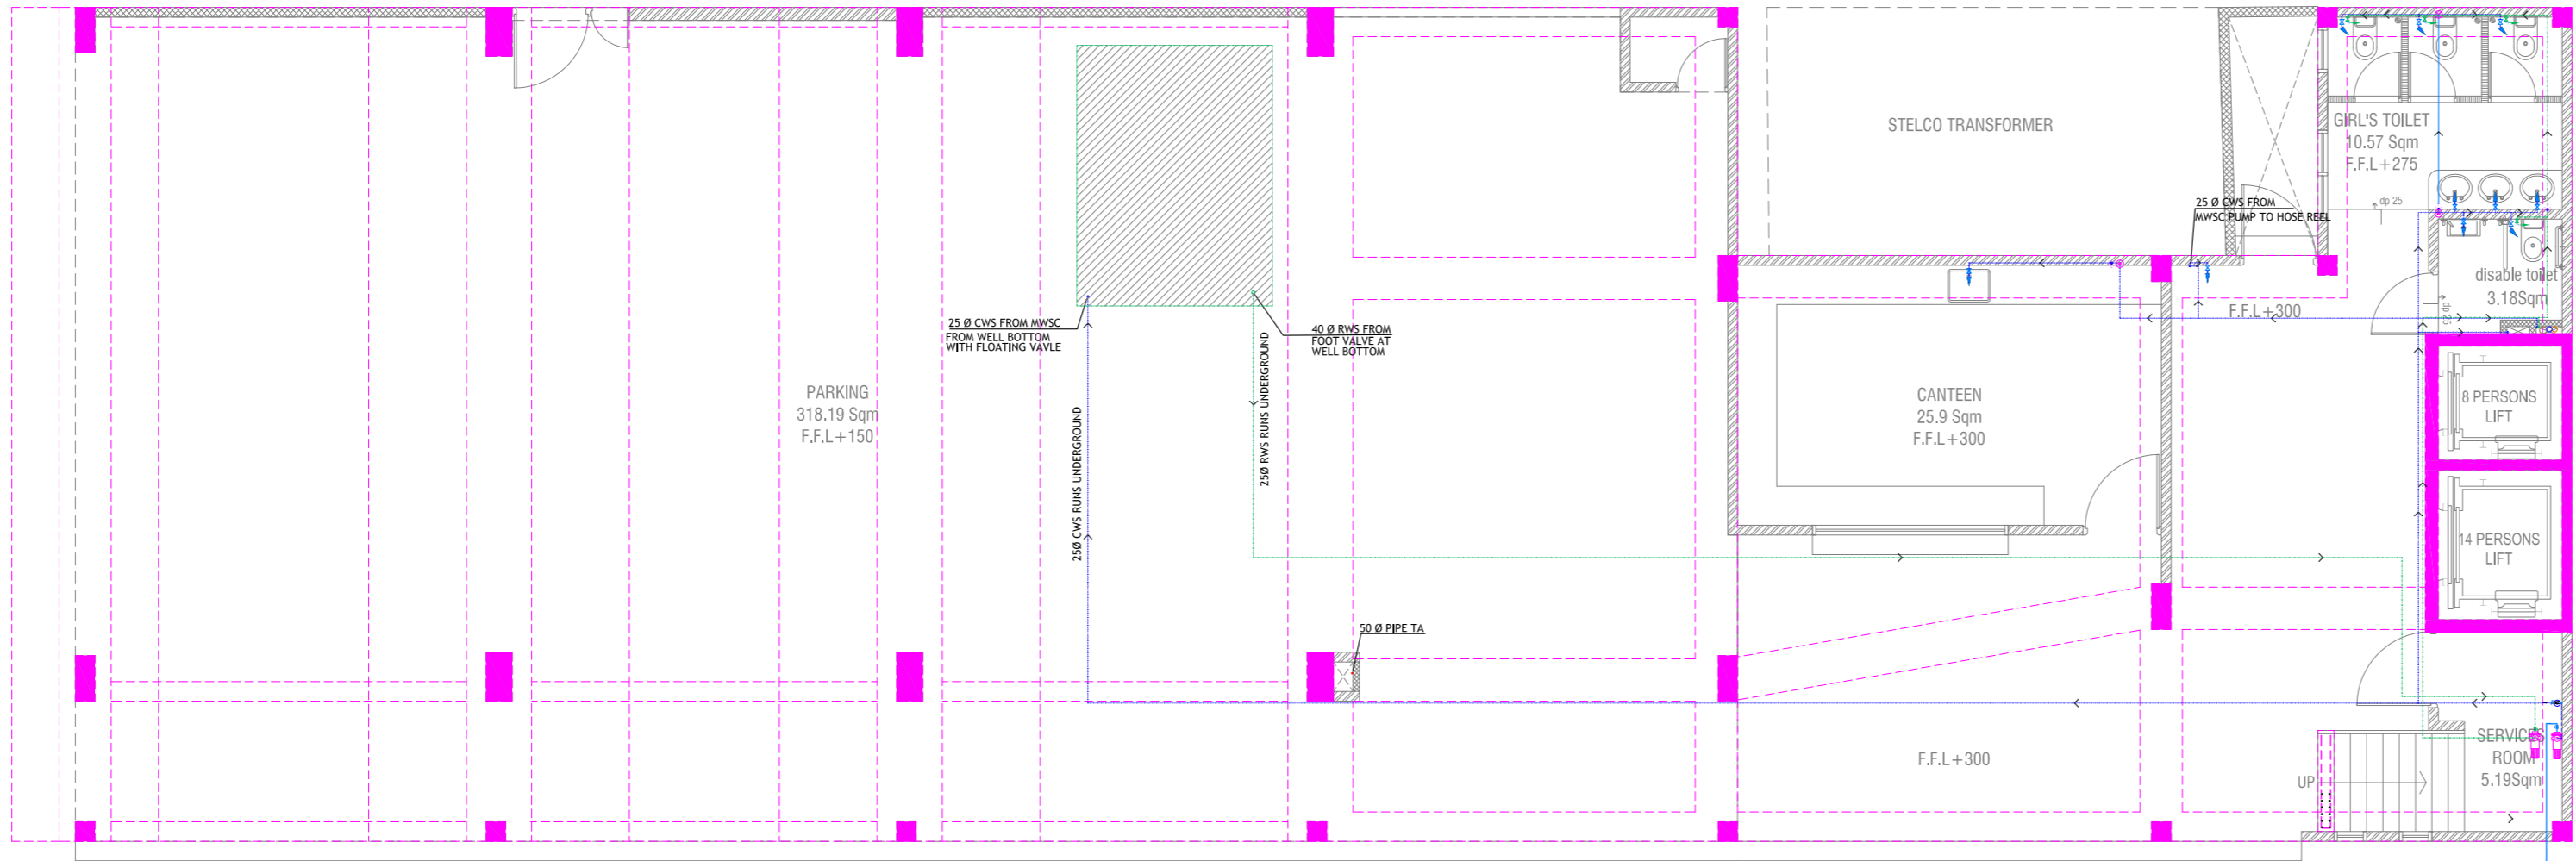 STELCO TRANSFORMER
GIRL'S TOILET
10.57 Sqm
F.F.L+275
dp 25
25 Ø CWS FROM
MWSC PUMP TO HOSE REEL
disable toilet
3.18Sqm
dp 25
F.F.L+300
25 Ø CWS FROM MWSC
FROM WELL BOTTOM
WITH FLOATING VAVLE
40 Ø RWS FROM
FOOT VALVE AT
WELL BOTTOM
25Ø RWS RUNS UNDERGROUND
25Ø CWS RUNS UNDERGROUND
PARKING
318.19 Sqm
F.F.L+150
CANTEEN
25.9 Sqm
F.F.L+300
8 PERSONS
LIFT
14 PERSONS
LIFT
50 Ø PIPE TA
F.F.L+300
SERVICES
ROOM
5.19Sqm
UP